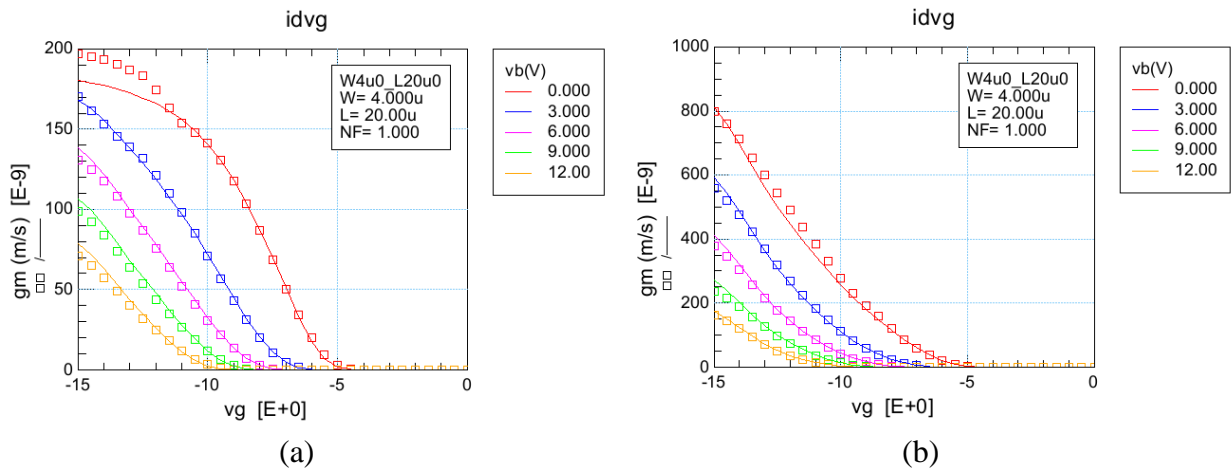 idvg
200
150
100
50
0
gm (m/s) [E-9]
-15
-10
-5
0
vg [E+0]
W4u0_L20u0
W= 4.000u
L= 20.00u
NF= 1.000
vb(V)
0.000
3.000
6.000
9.000
12.00
(a)
idvg
1000
800
600
400
200
0
gm (m/s) [E-9]
-15
-10
-5
0
vg [E+0]
W4u0_L20u0
W= 4.000u
L= 20.00u
NF= 1.000
vb(V)
0.000
3.000
6.000
9.000
12.00
(b)